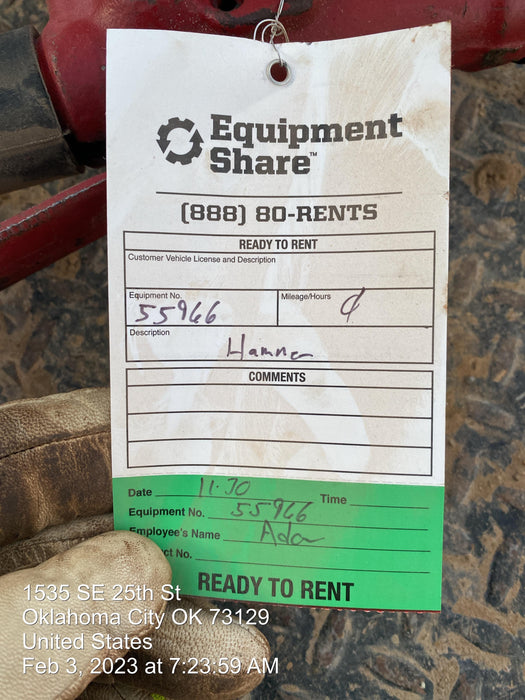 Equipment
Share™
(888) 80-RENTS
READY TO RENT
Customer Vehicle License and Description
Equipment No.
55966
Mileage/Hours
Description
Hammer
COMMENTS
Date 11-30 Time
Equipment No. 55966
Employee's Name
ct No.
READY TO RENT
1535 SE 25th St
Oklahoma City OK 73129
United States
Feb 3, 2023 at 7:23:59 AM